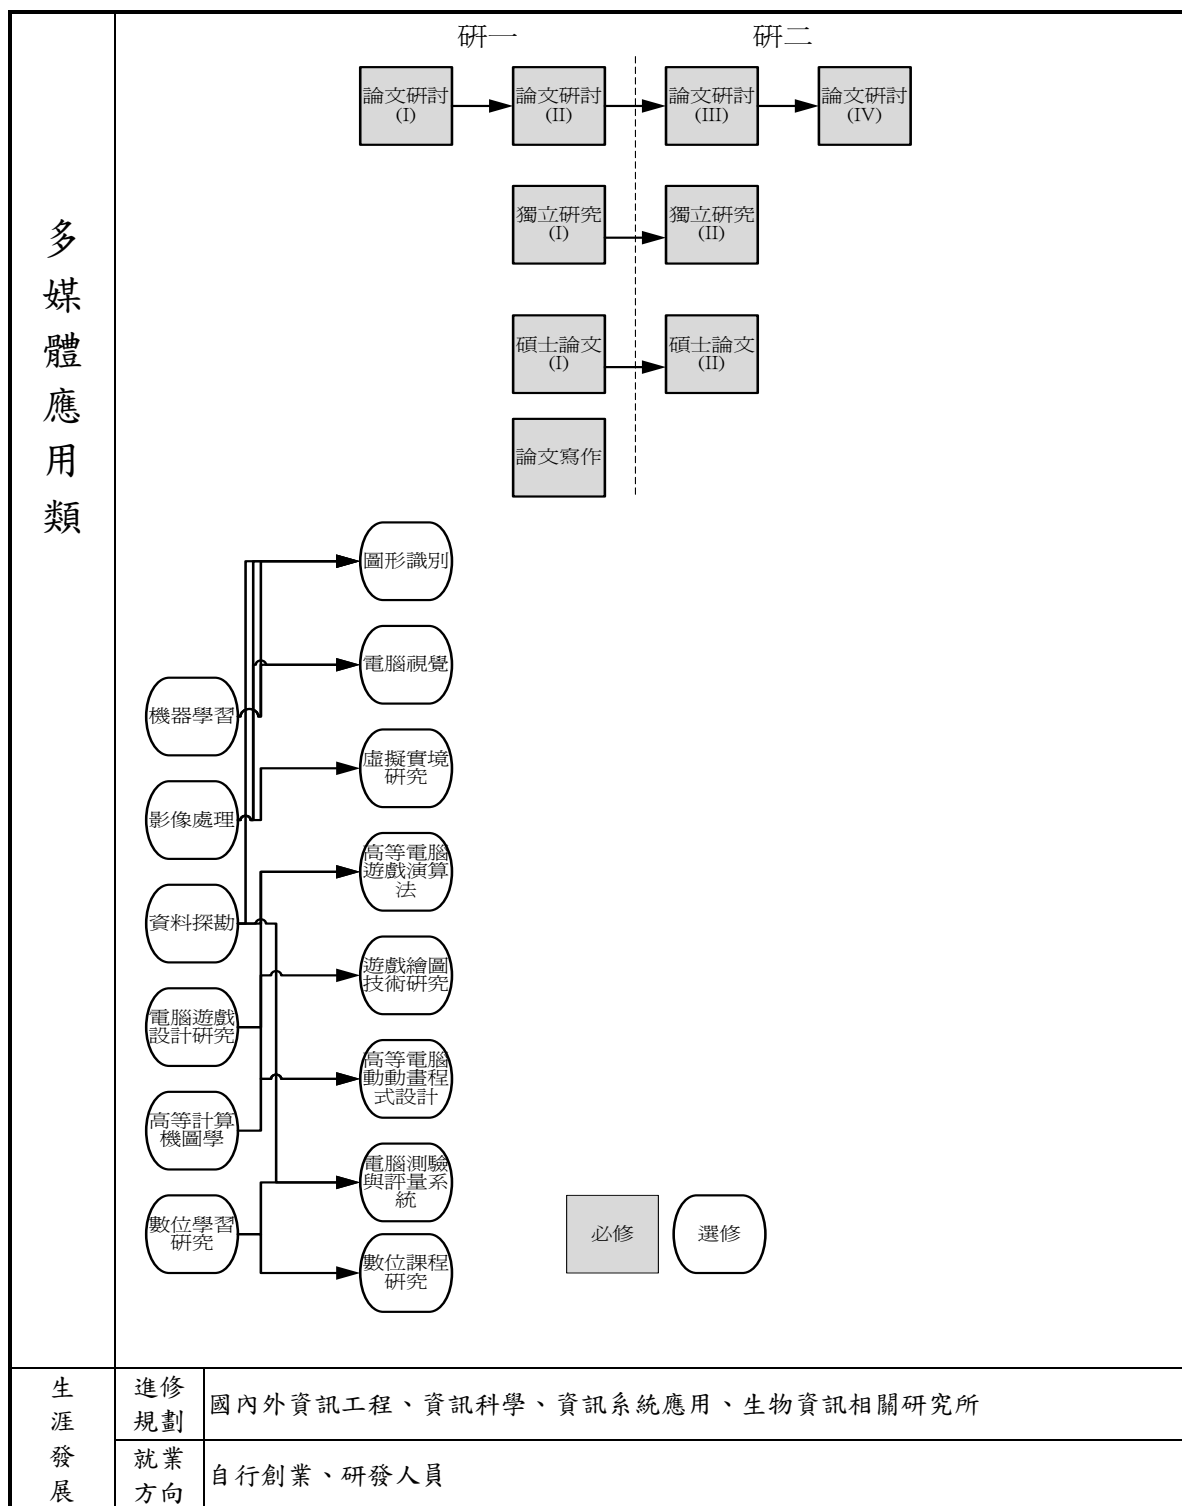 多媒體應用類
研一
研二
論文研討
(I)
論文研討
(II)
論文研討
(III)
論文研討
(IV)
獨立研究
(I)
獨立研究
(II)
碩士論文
(I)
碩士論文
(II)
論文寫作
圖形識別
電腦視覺
機器學習
虛擬實境
研究
影像處理
高等電腦
遊戲演算
法
資料探勘
遊戲繪圖
技術研究
電腦遊戲
設計研究
高等電腦
動動畫程
式設計
高等計算
機圖學
電腦測驗
與評量系
統
數位學習
研究
數位課程
研究
必修
選修
生涯發展
進修
規劃
國內外資訊工程、資訊科學、資訊系統應用、生物資訊相關研究所
就業
方向
自行創業、研發人員